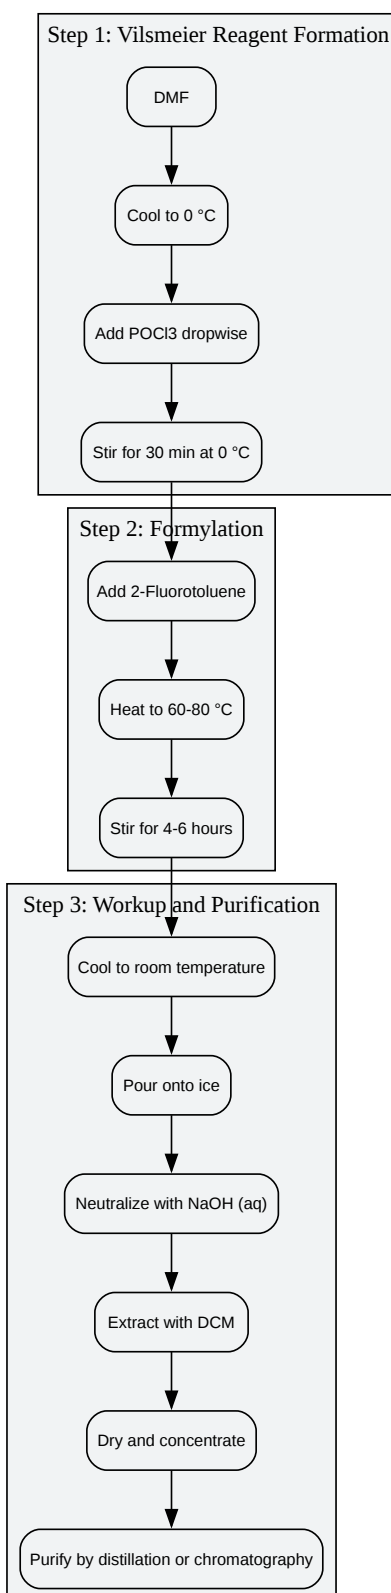 Step 1: Vilsmeier Reagent Formation
DMF
Cool to 0 °C
Add POCl3 dropwise
Stir for 30 min at 0 °C
Step 2: Formylation
Add 2-Fluorotoluene
Heat to 60-80 °C
Stir for 4-6 hours
Step 3: Workup and Purification
Cool to room temperature
Pour onto ice
Neutralize with NaOH (aq)
Extract with DCM
Dry and concentrate
Purify by distillation or chromatography